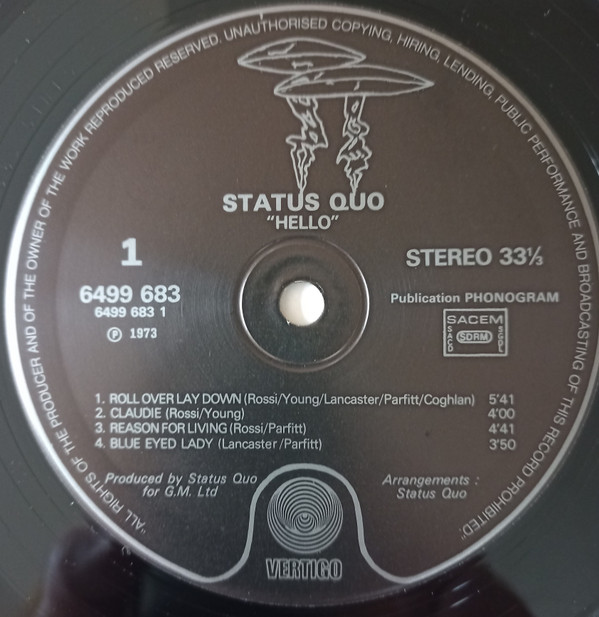 "ALL RIGHTS OF THE PRODUCER AND OF THE OWNER OF THE WORK REPRODUCED RESERVED. UNAUTHORISED COPYING, HIRING, LENDING, PUBLIC PERFORMANCE AND BROADCASTING OF THIS RECORD PROHIBITED."
STATUS QUO
"HELLO"
1
STEREO 33⅓
6499 683
6499 683 1
Ⓟ 1973
Publication PHONOGRAM
SACEM
SACD SDRM SGDL
1. ROLL OVER LAY DOWN (Rossi/Young/Lancaster/Parfitt/Coghlan) 5'41
2. CLAUDIE (Rossi/Young) 4'00
3. REASON FOR LIVING (Rossi/Parfitt) 4'41
4. BLUE EYED LADY (Lancaster/Parfitt) 3'50
Produced by Status Quo
for G.M. Ltd
Arrangements :
Status Quo
VERTIGO